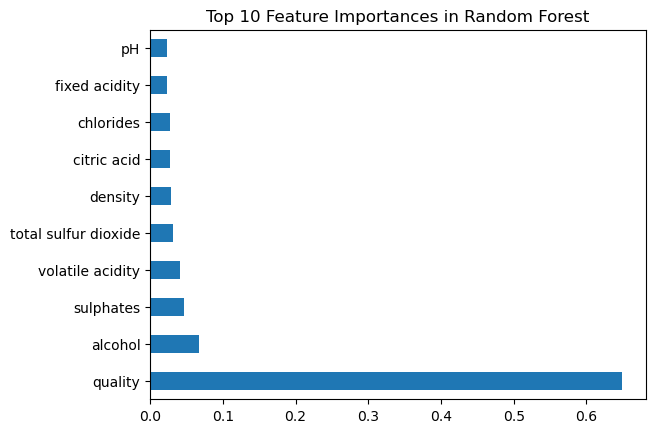 Top 10 Feature Importances in Random Forest
pH
fixed acidity
chlorides
citric acid
density
total sulfur dioxide
volatile acidity
sulphates
alcohol
quality
0.0 0.1 0.2 0.3 0.4 0.5 0.6